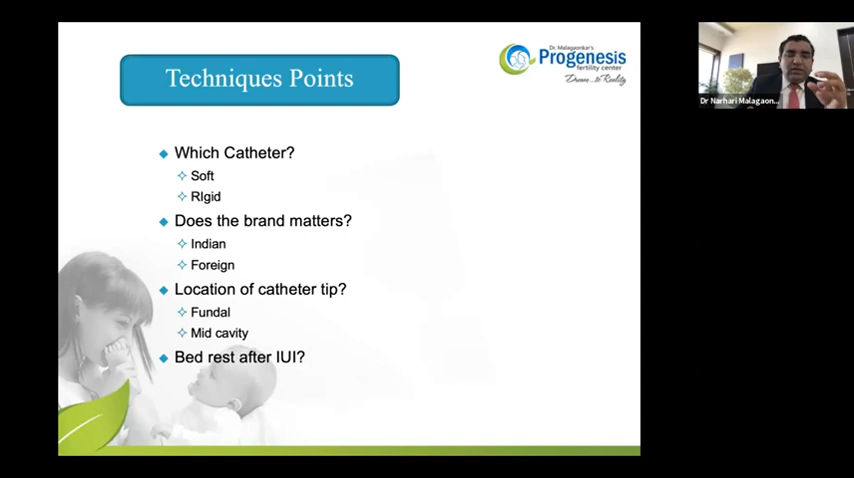 Techniques Points
Dr. Malagaonkar's
Progenesis
fertility center
Dream...to Reality
Which Catheter?
Soft
RIgid
Does the brand matters?
Indian
Foreign
Location of catheter tip?
Fundal
Mid cavity
Bed rest after IUI?
Dr Narhari Malagaon...